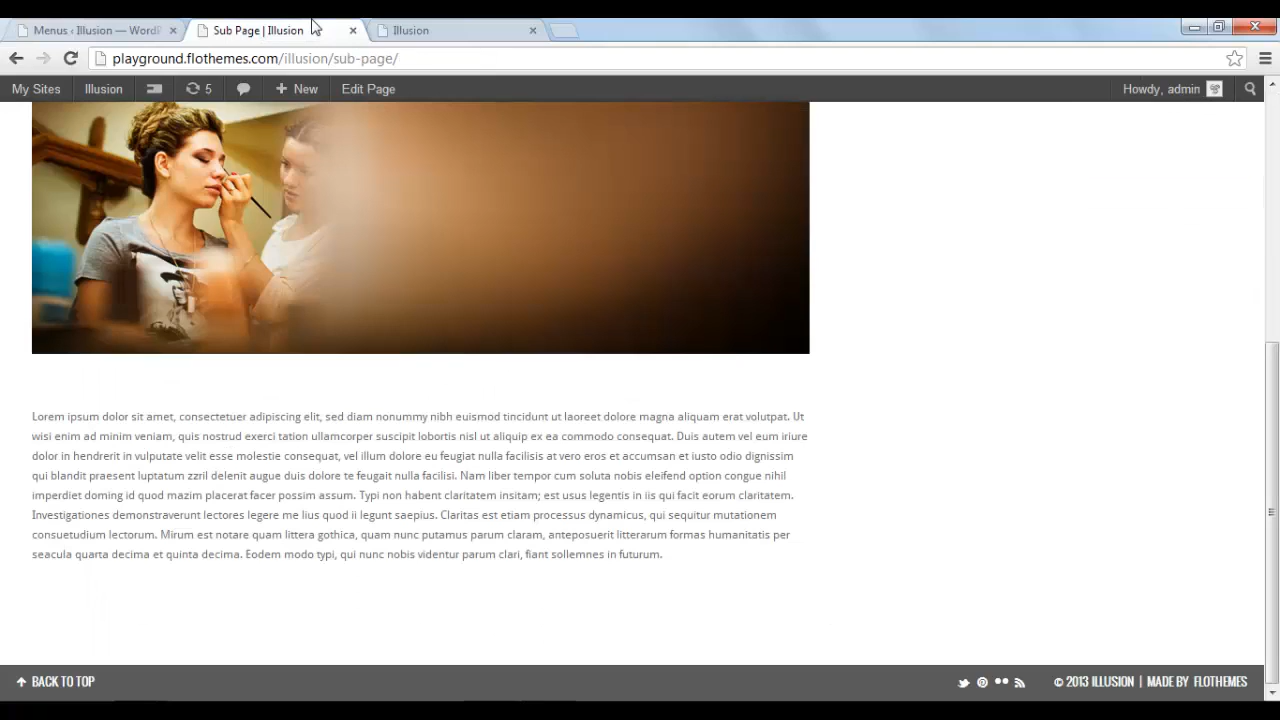 Menus ‹ Illusion — WordP
Sub Page | Illusion
Illusion
playground.flothemes.com/illusion/sub-page/
My Sites
Illusion
5
New
Edit Page
Howdy, admin
Lorem ipsum dolor sit amet, consectetuer adipiscing elit, sed diam nonummy nibh euismod tincidunt ut laoreet dolore magna aliquam erat volutpat. Ut
wisi enim ad minim veniam, quis nostrud exerci tation ullamcorper suscipit lobortis nisl ut aliquip ex ea commodo consequat. Duis autem vel eum iriure
dolor in hendrerit in vulputate velit esse molestie consequat, vel illum dolore eu feugiat nulla facilisis at vero eros et accumsan et iusto odio dignissim
qui blandit praesent luptatum zzril delenit augue duis dolore te feugait nulla facilisi. Nam liber tempor cum soluta nobis eleifend option congue nihil
imperdiet doming id quod mazim placerat facer possim assum. Typi non habent claritatem insitam; est usus legentis in iis qui facit eorum claritatem.
Investigationes demonstraverunt lectores legere me lius quod ii legunt saepius. Claritas est etiam processus dynamicus, qui sequitur mutationem
consuetudium lectorum. Mirum est notare quam littera gothica, quam nunc putamus parum claram, anteposuerit litterarum formas humanitatis per
seacula quarta decima et quinta decima. Eodem modo typi, qui nunc nobis videntur parum clari, fiant sollemnes in futurum.
BACK TO TOP
© 2013 ILLUSION | MADE BY FLOTHEMES